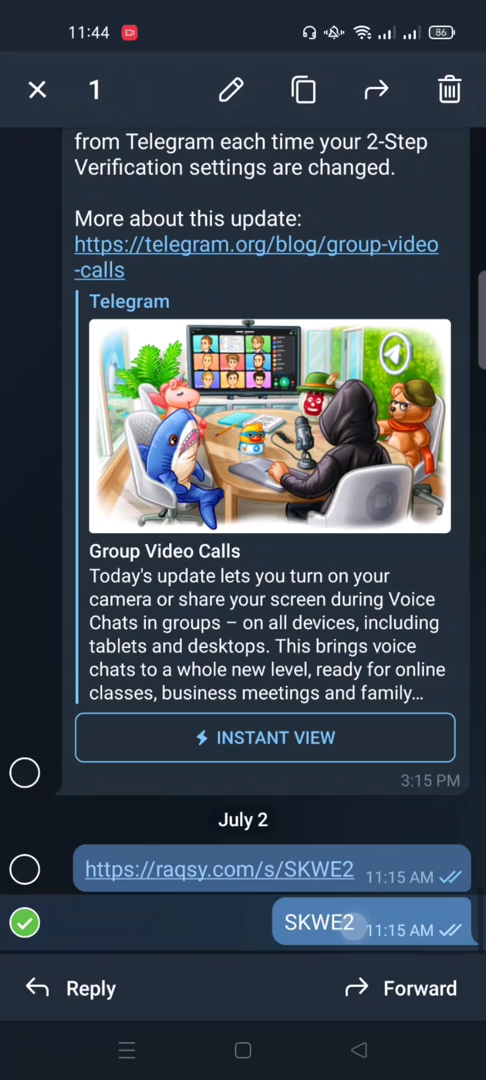 11:44
86
1
from Telegram each time your 2-Step
Verification settings are changed.
More about this update:
https://telegram.org/blog/group-video
-calls
Telegram
Group Video Calls
Today's update lets you turn on your
camera or share your screen during Voice
Chats in groups – on all devices, including
tablets and desktops. This brings voice
chats to a whole new level, ready for online
classes, business meetings and family...
INSTANT VIEW
3:15 PM
July 2
https://raqsy.com/s/SKWE2 11:15 AM
SKWE2 11:15 AM
Reply Forward